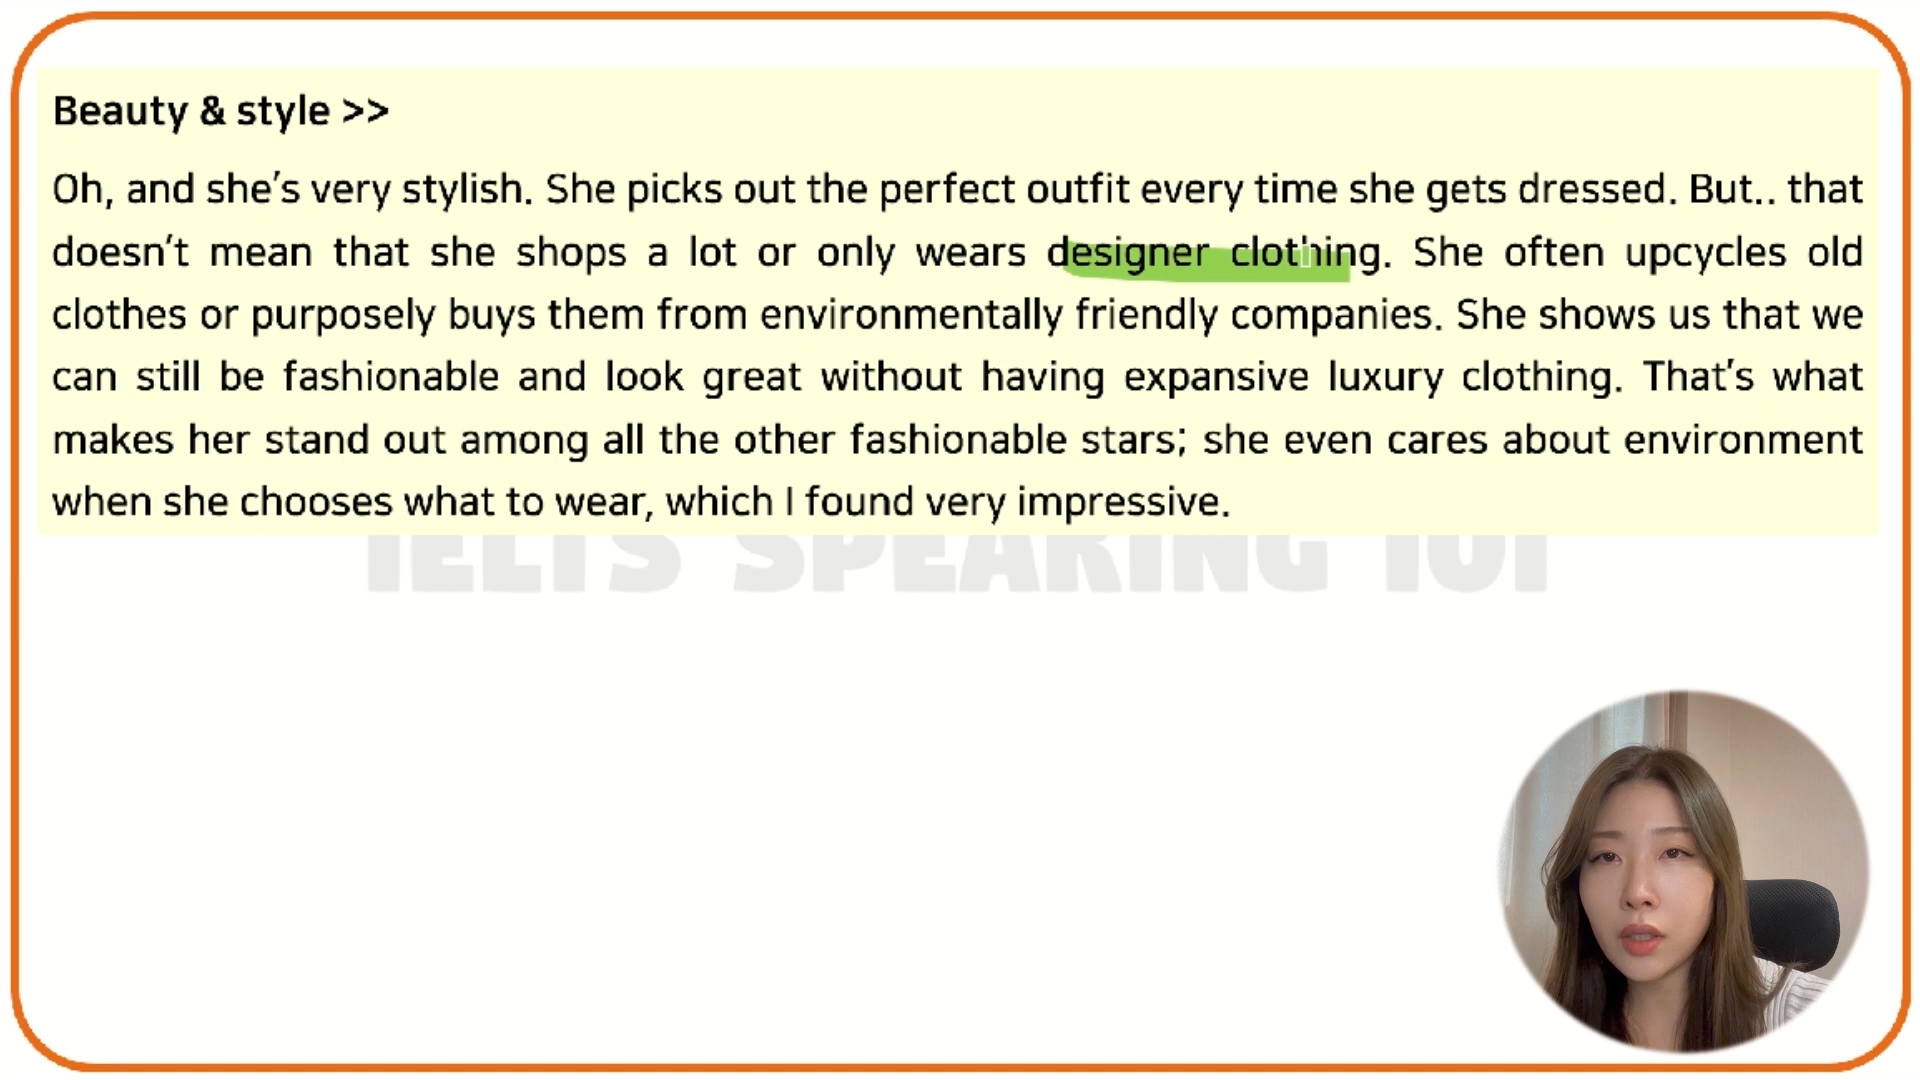 Beauty & style >>
Oh, and she's very stylish. She picks out the perfect outfit every time she gets dressed. But.. that
doesn't mean that she shops a lot or only wears designer clothing. She often upcycles old
clothes or purposely buys them from environmentally friendly companies. She shows us that we
can still be fashionable and look great without having expansive luxury clothing. That's what
makes her stand out among all the other fashionable stars; she even cares about environment
when she chooses what to wear, which I found very impressive.
IELTS SPEAKING 101